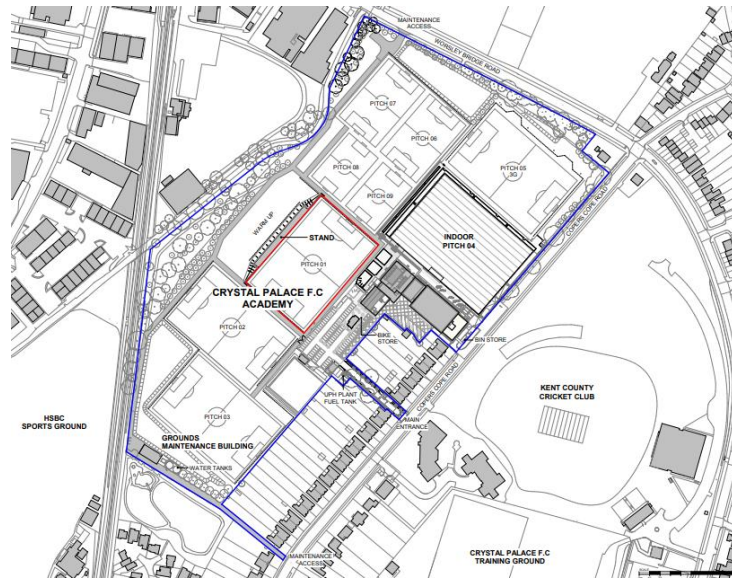 MAINTENANCE
ACCESS
WORSLEY BRIDGE ROAD
PITCH 07
PITCH 06
PITCH 08
PITCH 09
PITCH 05
3G
COPERS COPE ROAD
WARM UP
STAND
INDOOR
PITCH 04
PITCH 01
CRYSTAL PALACE F.C
ACADEMY
PITCH 02
BIKE
STORE
BIN STORE
UPH PLANT
FUEL TANK
COPERS COPE ROAD
KENT COUNTY
CRICKET CLUB
MAIN
ENTRANCE
HSBC
SPORTS GROUND
PITCH 03
GROUNDS
MAINTENANCE BUILDING
WATER TANKS
MAINTENANCE
ACCESS
CRYSTAL PALACE F.C
TRAINING GROUND